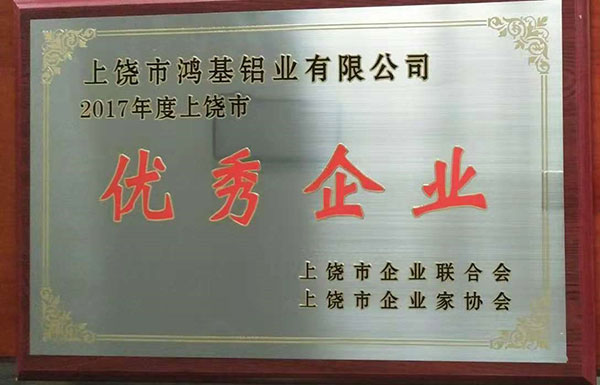 上饶市鸿基铝业有限公司
2017年度上饶市
优秀企业
上饶市企业联合会
上饶市企业家协会